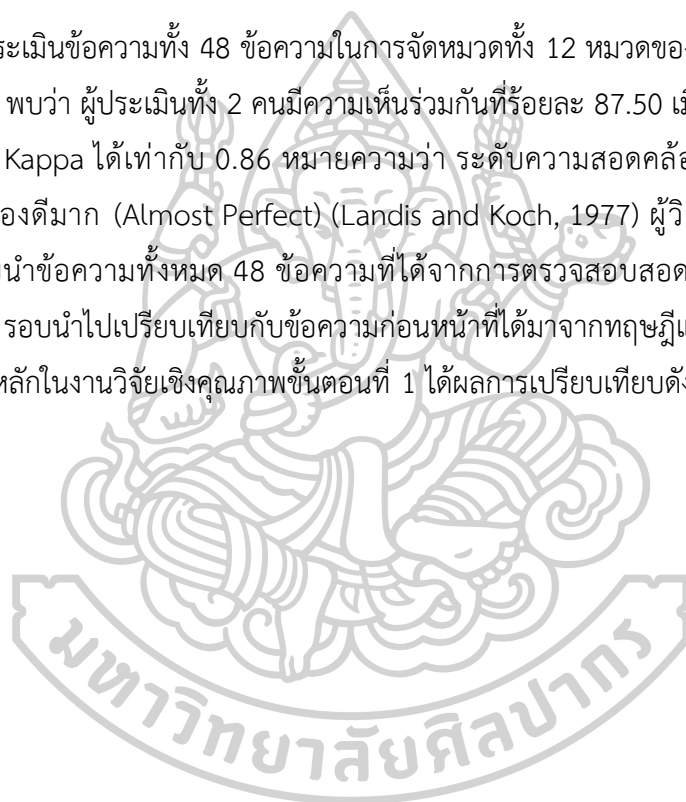 ระเมินข้อความทั้ง 48 ข้อความในการจัดหมวดทั้ง 12 หมวดของ
พบว่า ผู้ประเมินทั้ง 2 คนมีความเห็นร่วมกันที่ร้อยละ 87.50 เมื
Kappa ได้เท่ากับ 0.86 หมายความว่า ระดับความสอดคล้อ
องดีมาก (Almost Perfect) (Landis and Koch, 1977) ผู้วิ
นำข้อความทั้งหมด 48 ข้อความที่ได้จากการตรวจสอบสอด
รอบนำไปเปรียบเทียบกับข้อความก่อนหน้าที่ได้มาจากทฤษฎีแ
หลักในงานวิจัยเชิงคุณภาพขั้นตอนที่ 1 ได้ผลการเปรียบเทียบดัง
มหาวิทยาลัยศิลปากร